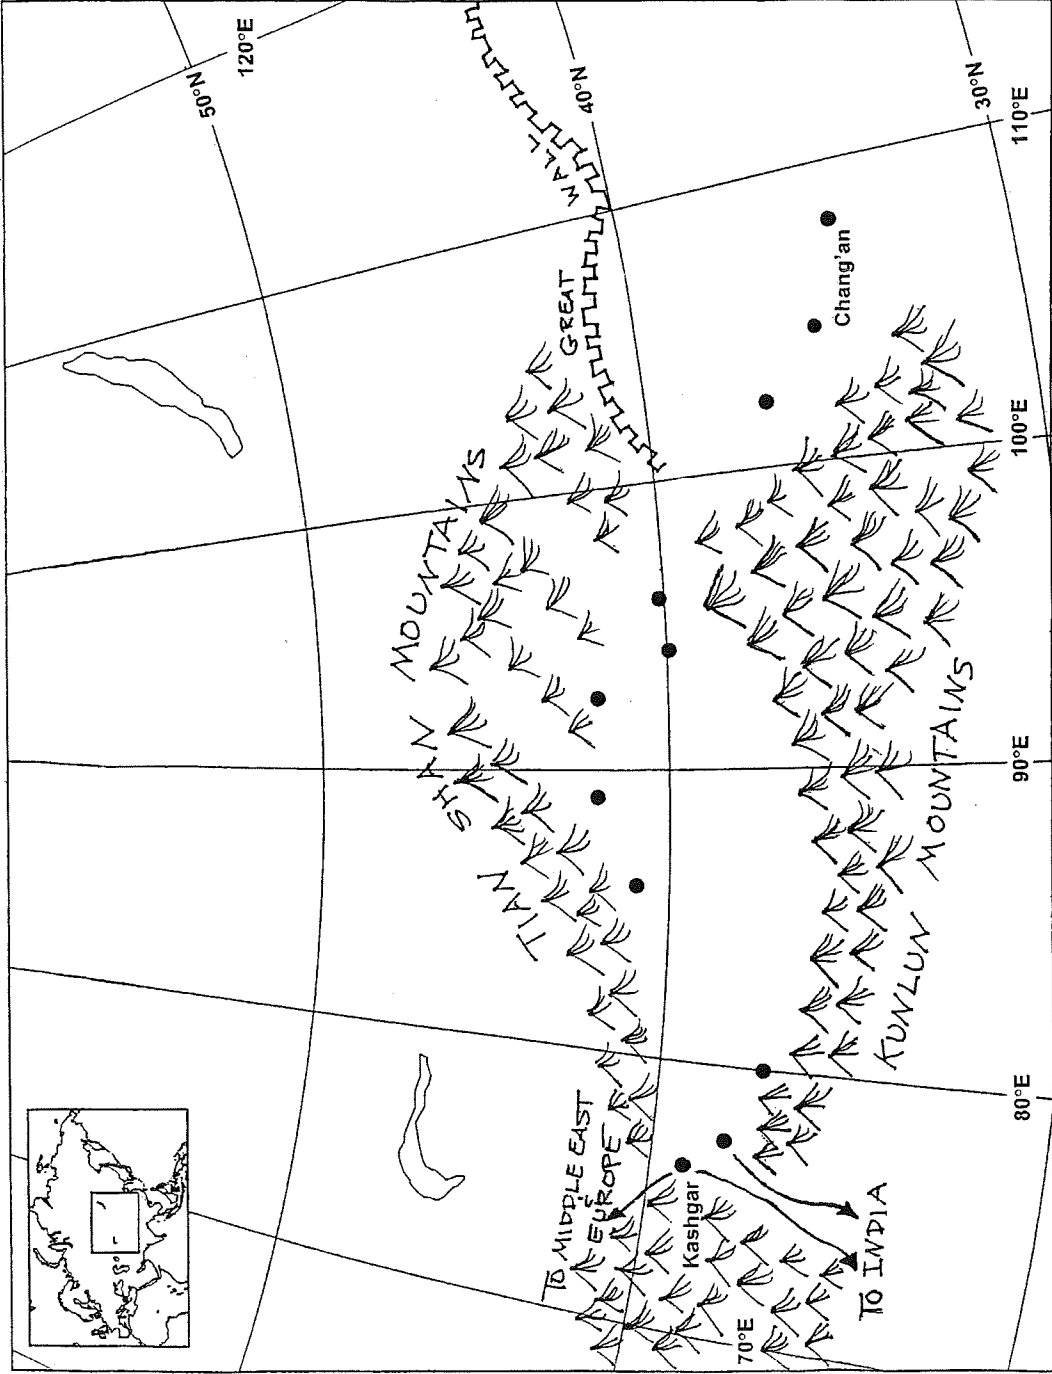 120°E
50°N
40°N
30°N
110°E
GREAT
WALL
Chang'an
TIAN SHAN MOUNTAINS
100°E
90°E
KUNLUN MOUNTAINS
80°E
TO MIDDLE EAST
& EUROPE
Kashgar
70°E
TO INDIA